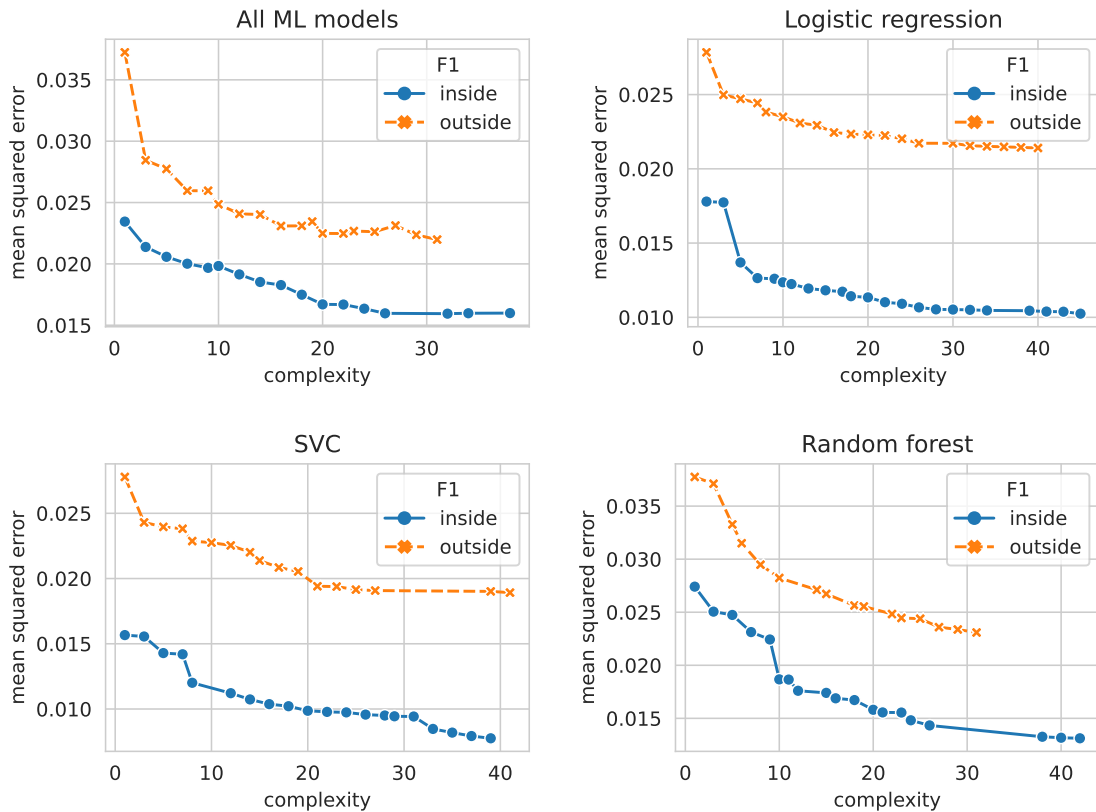 All ML models
mean squared error
0.035
0.030
0.025
0.020
0.015
F1
inside
outside
0
10
20
30
complexity
Logistic regression
mean squared error
0.025
0.020
0.015
0.010
F1
inside
outside
0
10
20
30
40
complexity
SVC
mean squared error
0.025
0.020
0.015
0.010
F1
inside
outside
0
10
20
30
40
complexity
Random forest
mean squared error
0.035
0.030
0.025
0.020
0.015
F1
inside
outside
0
10
20
30
40
complexity